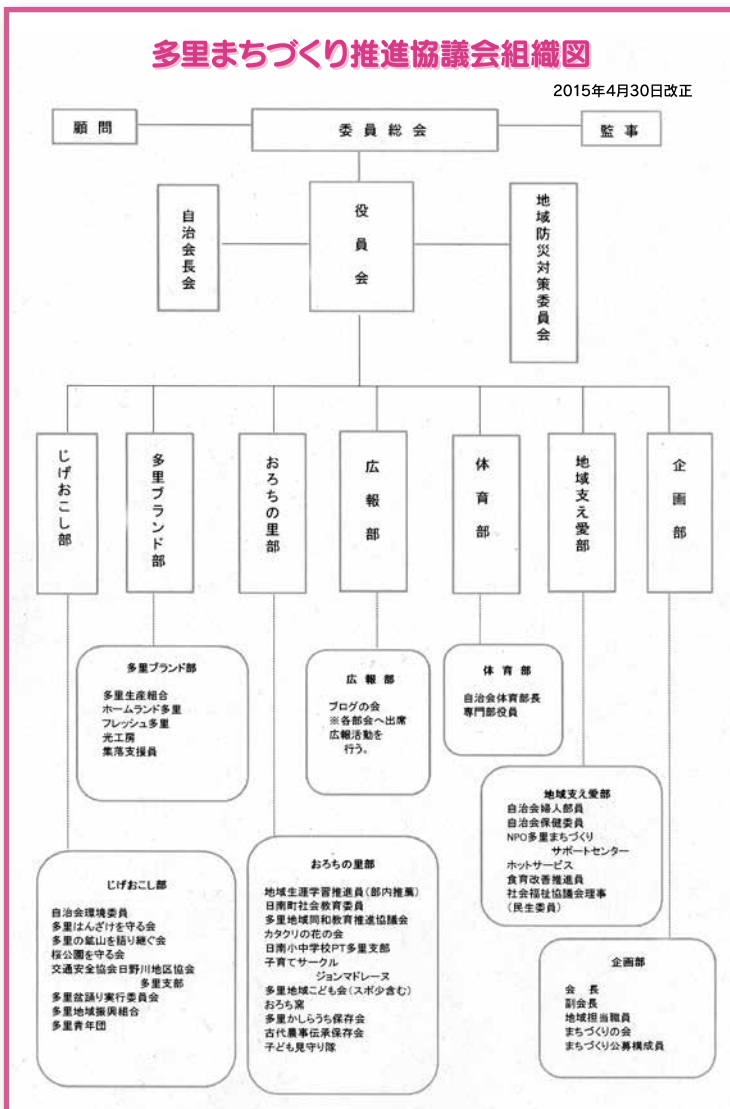 多里まちづくり推進協議会組織図
2015年4月30日改正
顧問
委員総会
監事
自治会長会
役員会
地域防災対策委員会
じげおこし部
多里ブランド部
おろちの里部
広報部
体育部
地域支え愛部
企画部
多里ブランド部
多里生産組合
ホームランド多里
フレッシュ多里
光工房
集落支援員
広報部
ブログの会
※各部会へ出席
広報活動を
行う。
体育部
自治会体育部長
専門部役員
地域支え愛部
自治会婦人部員
自治会保健委員
NPO多里まちづくり
サポートセンター
ホットサービス
食育改善推進員
社会福祉協議会理事
(民生委員)
じげおこし部
自治会環境委員
多里はんざけを守る会
多里の鉱山を語り継ぐ会
桜公園を守る会
交通安全協会日野川地区協会
多里支部
多里盆踊り実行委員会
多里地域振興組合
多里青年団
おろちの里部
地域生涯学習推進員(部内推薦)
日南町社会教育委員
多里地域同和教育推進協議会
カタクリの花の会
日南小中学校PT多里支部
子育てサークル
ジョンマドレーヌ
多里地域こども会(スポ少含む)
おろち窯
多里かしらうち保存会
古代農事伝承保存会
子ども見守り隊
企画部
会長
副会長
地域担当職員
まちづくりの会
まちづくり公募構成員